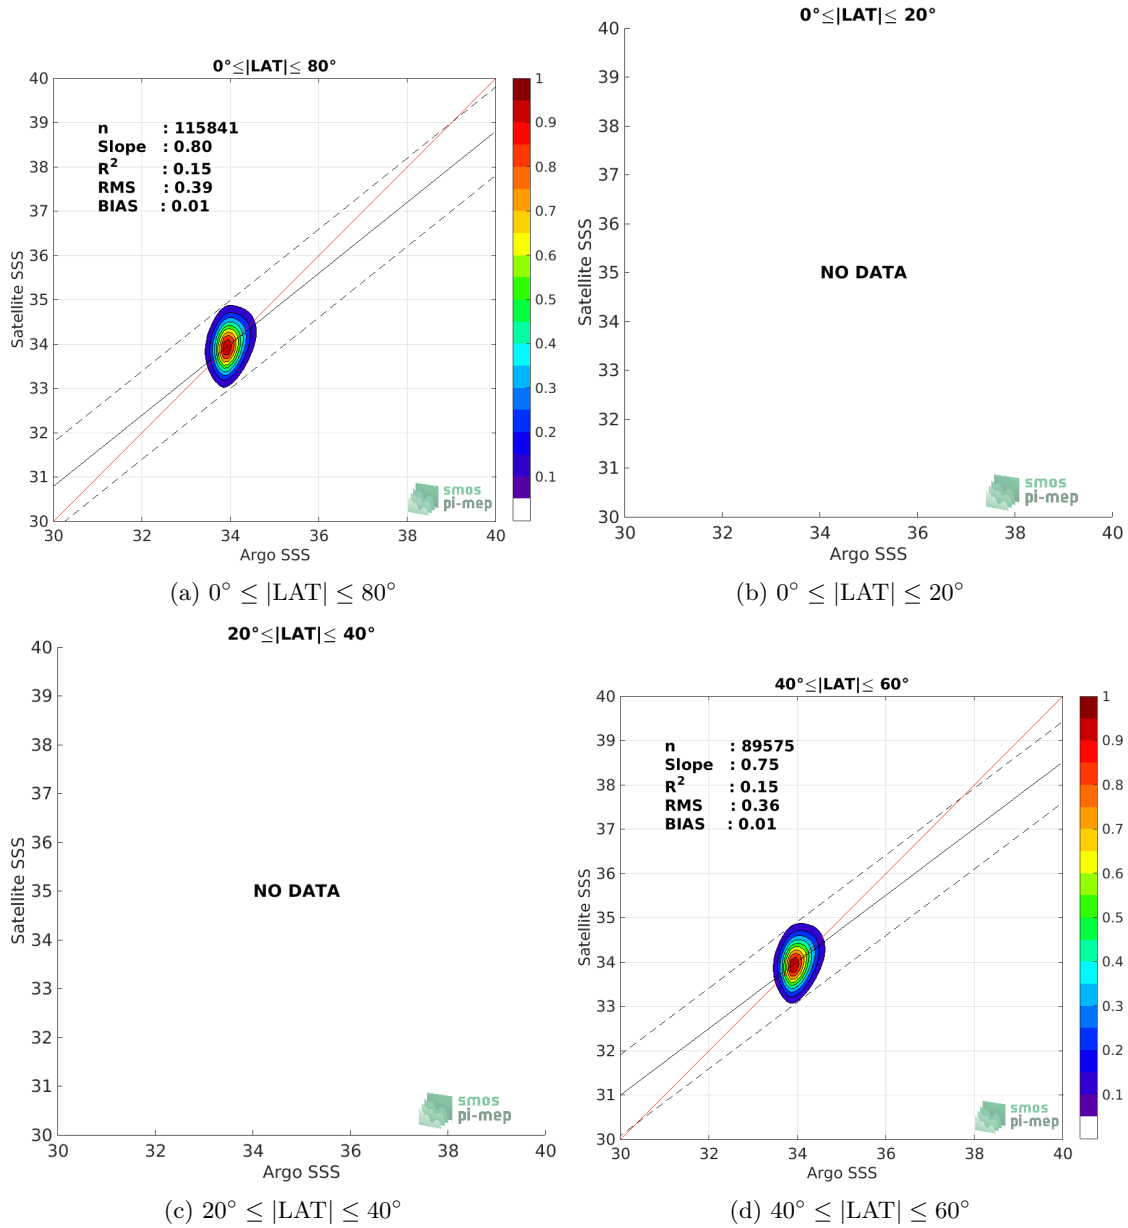 0°≤|LAT|≤ 80°
40
39
38
37
36
35
34
33
32
31
30
Satellite SSS
n : 115841
Slope : 0.80
R² : 0.15
RMS : 0.39
BIAS : 0.01
30 32 34 36 38 40
Argo SSS
smos
pi-mep
1
0.9
0.8
0.7
0.6
0.5
0.4
0.3
0.2
0.1
(a) 0° ≤ |LAT| ≤ 80°
0°≤|LAT|≤ 20°
40
39
38
37
36
35
34
33
32
31
30
Satellite SSS
NO DATA
smos
pi-mep
30 32 34 36 38 40
Argo SSS
(b) 0° ≤ |LAT| ≤ 20°
20°≤|LAT|≤ 40°
40
39
38
37
36
35
34
33
32
31
30
Satellite SSS
NO DATA
smos
pi-mep
30 32 34 36 38 40
Argo SSS
(c) 20° ≤ |LAT| ≤ 40°
40°≤|LAT|≤ 60°
40
39
38
37
36
35
34
33
32
31
30
Satellite SSS
n : 89575
Slope : 0.75
R² : 0.15
RMS : 0.36
BIAS : 0.01
smos
pi-mep
30 32 34 36 38 40
Argo SSS
1
0.9
0.8
0.7
0.6
0.5
0.4
0.3
0.2
0.1
(d) 40° ≤ |LAT| ≤ 60°